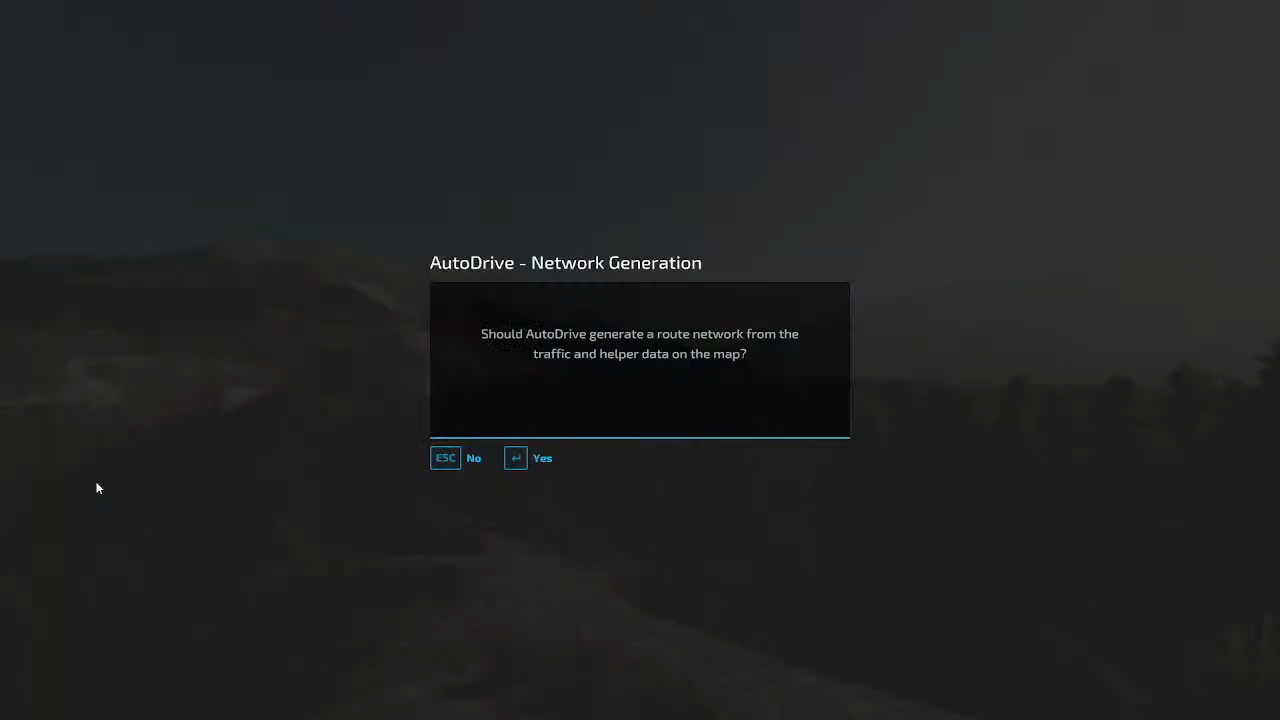 AutoDrive - Network Generation
Should AutoDrive generate a route network from the
traffic and helper data on the map?
ESC No ↵ Yes